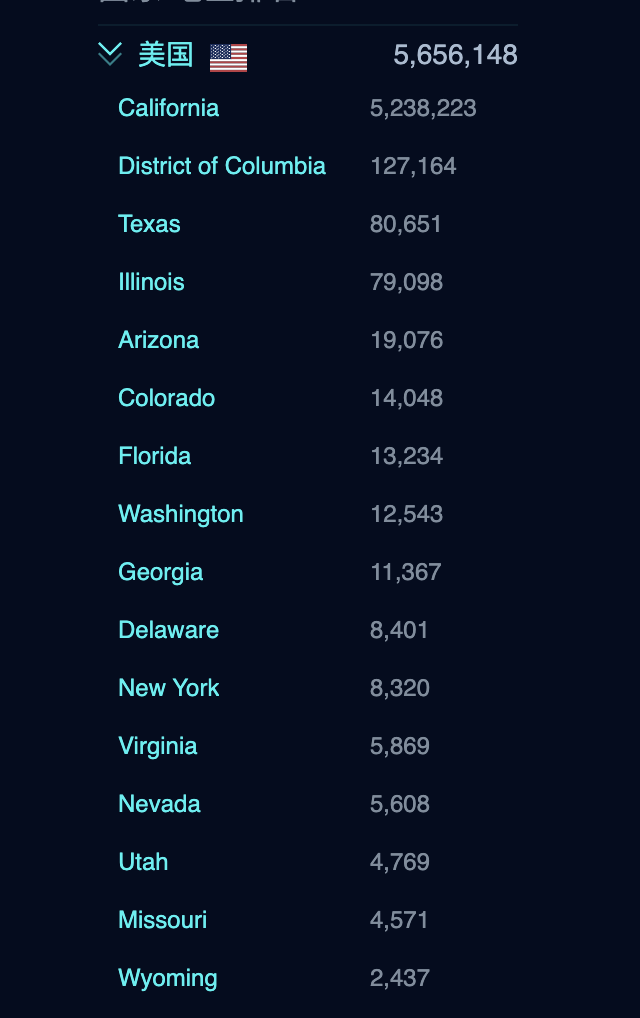 美国 5,656,148
California 5,238,223
District of Columbia 127,164
Texas 80,651
Illinois 79,098
Arizona 19,076
Colorado 14,048
Florida 13,234
Washington 12,543
Georgia 11,367
Delaware 8,401
New York 8,320
Virginia 5,869
Nevada 5,608
Utah 4,769
Missouri 4,571
Wyoming 2,437